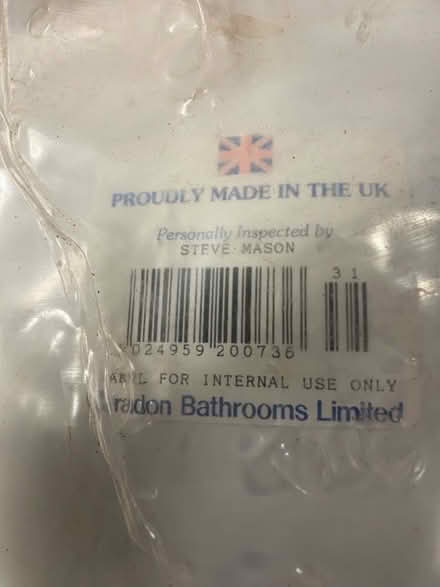 PROUDLY MADE IN THE UK
Personally Inspected by
STEVE MASON
31
024959 200736
FOR INTERNAL USE ONLY
radon Bathrooms Limited